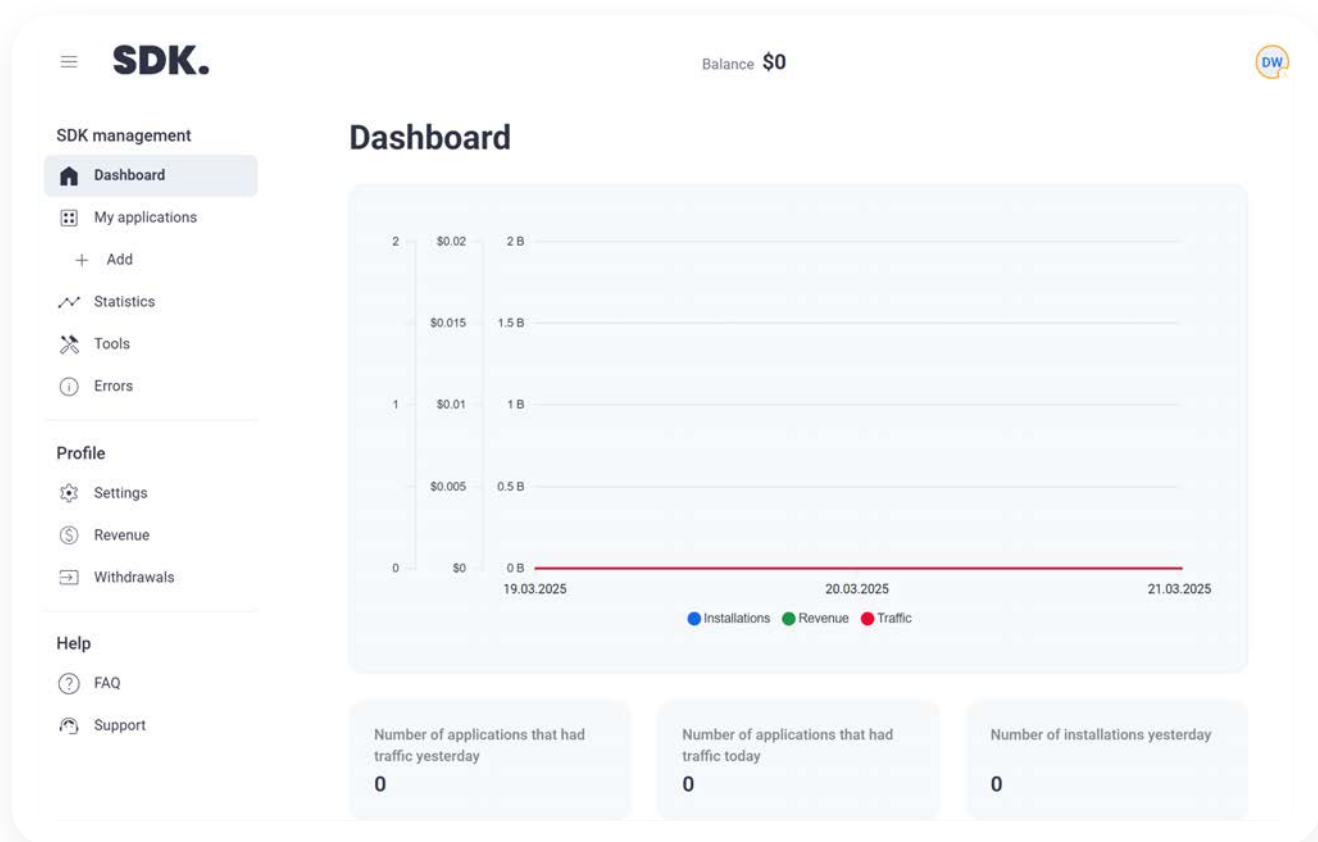 SDK.
Balance $0
DW
SDK management
Dashboard
My applications
+ Add
Statistics
Tools
Errors
Profile
Settings
Revenue
Withdrawals
Help
FAQ
Support
Dashboard
2 $0.02 2 B
$0.015 1.5 B
1 $0.01 1 B
$0.005 0.5 B
0 $0 0 B
19.03.2025 20.03.2025 21.03.2025
Installations Revenue Traffic
Number of applications that had
traffic yesterday
0
Number of applications that had
traffic today
0
Number of installations yesterday
0